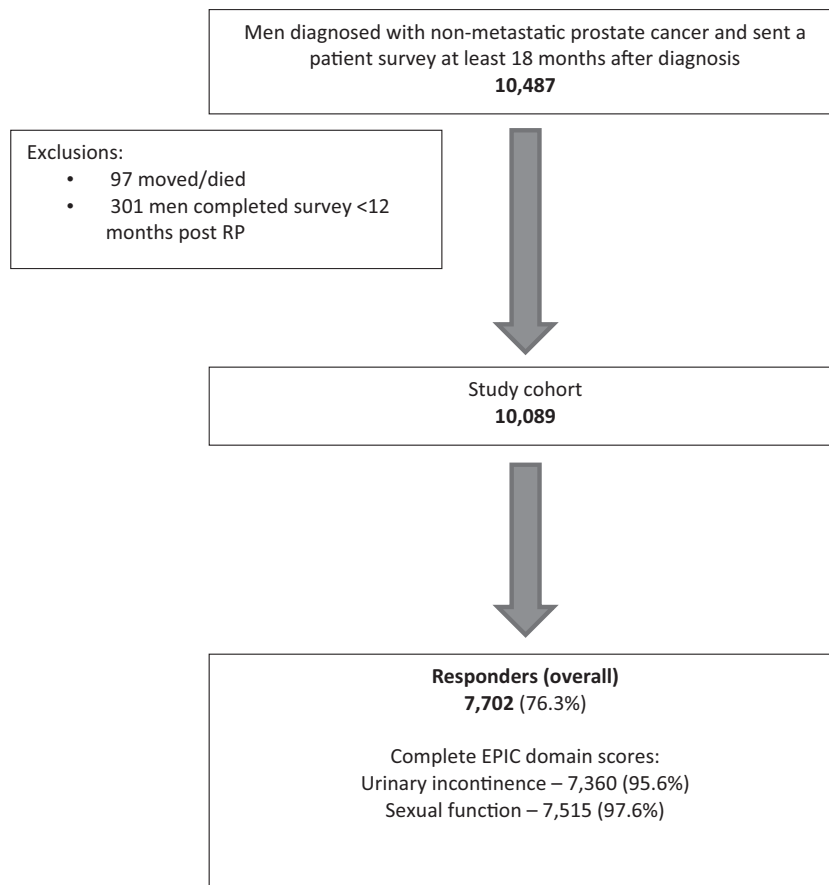 Men diagnosed with non-metastatic prostate cancer and sent a
patient survey at least 18 months after diagnosis
10,487
Exclusions:
• 97 moved/died
• 301 men completed survey <12
months post RP
Study cohort
10,089
Responders (overall)
7,702 (76.3%)
Complete EPIC domain scores:
Urinary incontinence – 7,360 (95.6%)
Sexual function – 7,515 (97.6%)